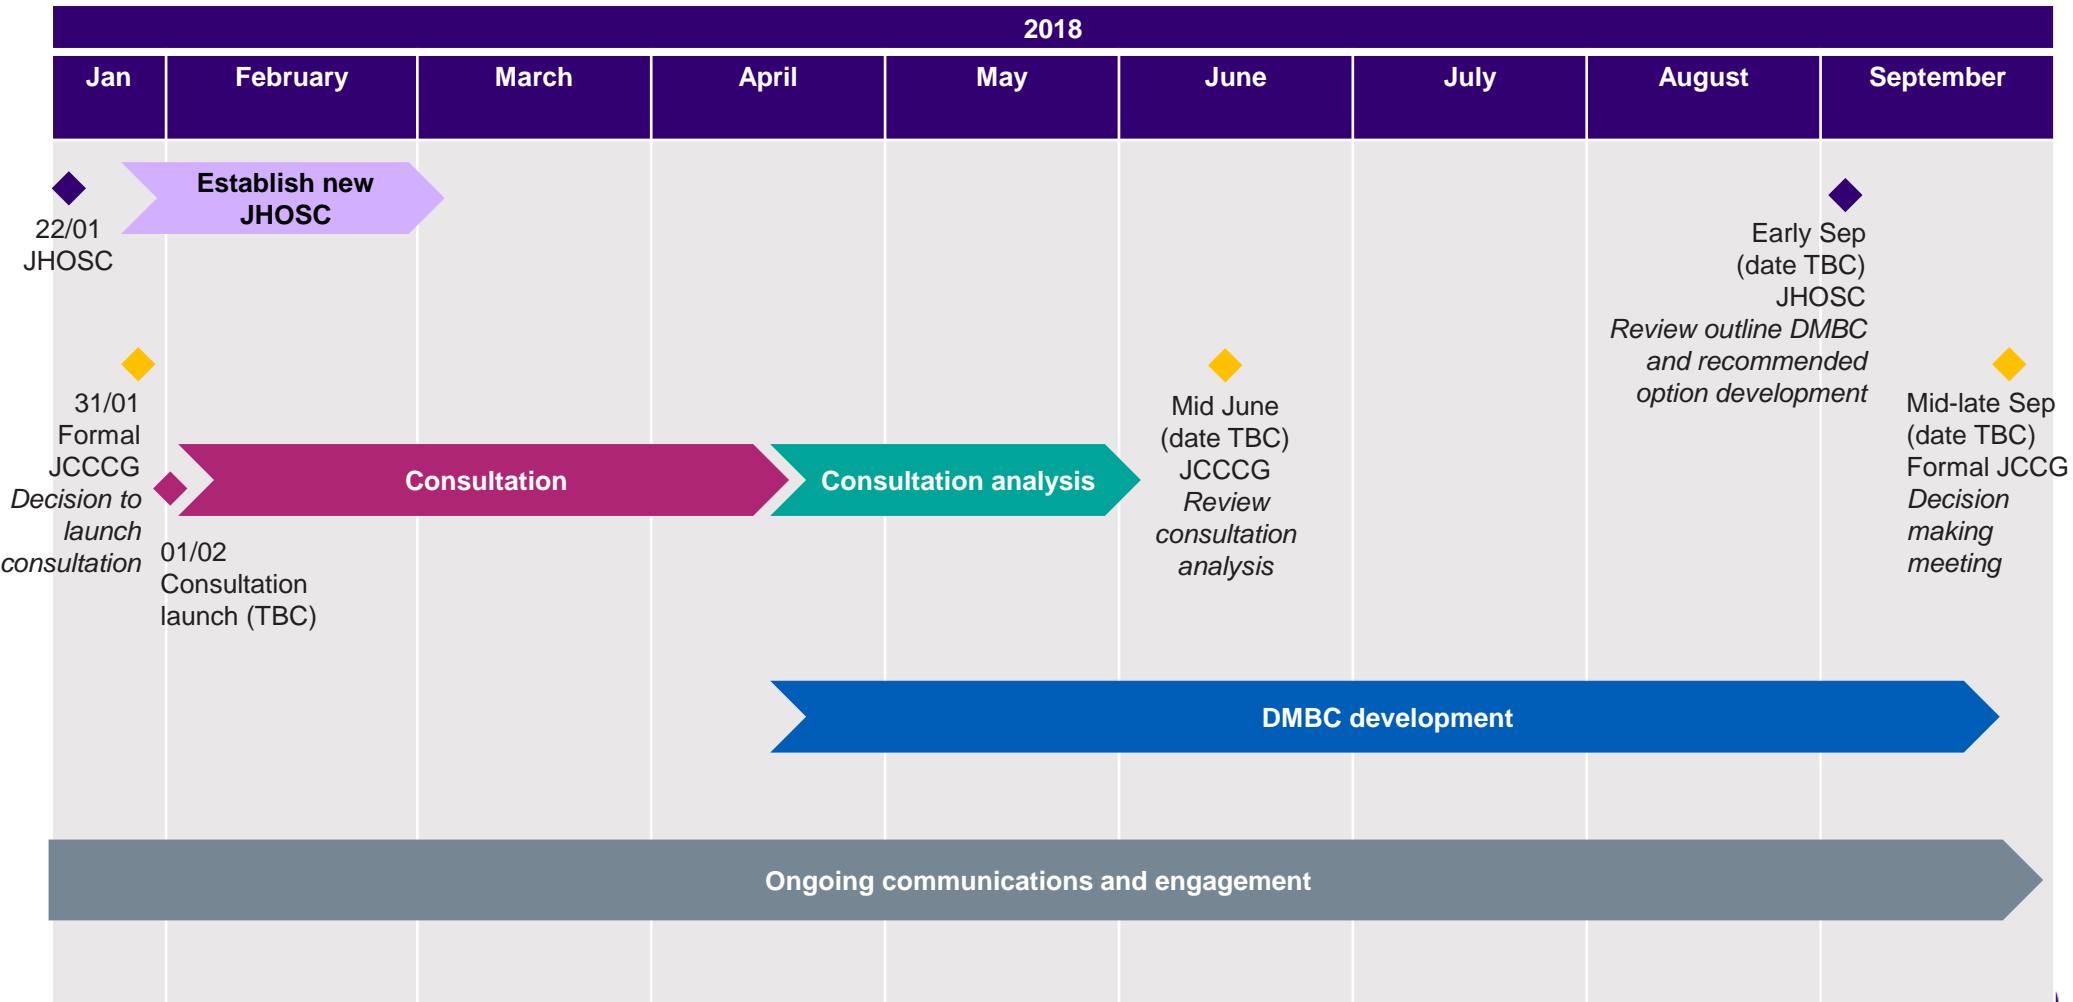 2018
Jan
February
March
April
May
June
July
August
September
Establish new
JHOSC
22/01
JHOSC
Early Sep
(date TBC)
JHOSC
Review outline DMBC
and recommended
option development
31/01
Formal
JCCCG
Decision to
launch
consultation
Consultation
Consultation analysis
01/02
Consultation
launch (TBC)
Mid June
(date TBC)
JCCCG
Review
consultation
analysis
Mid-late Sep
(date TBC)
Formal JCCG
Decision
making
meeting
DMBC development
Ongoing communications and engagement